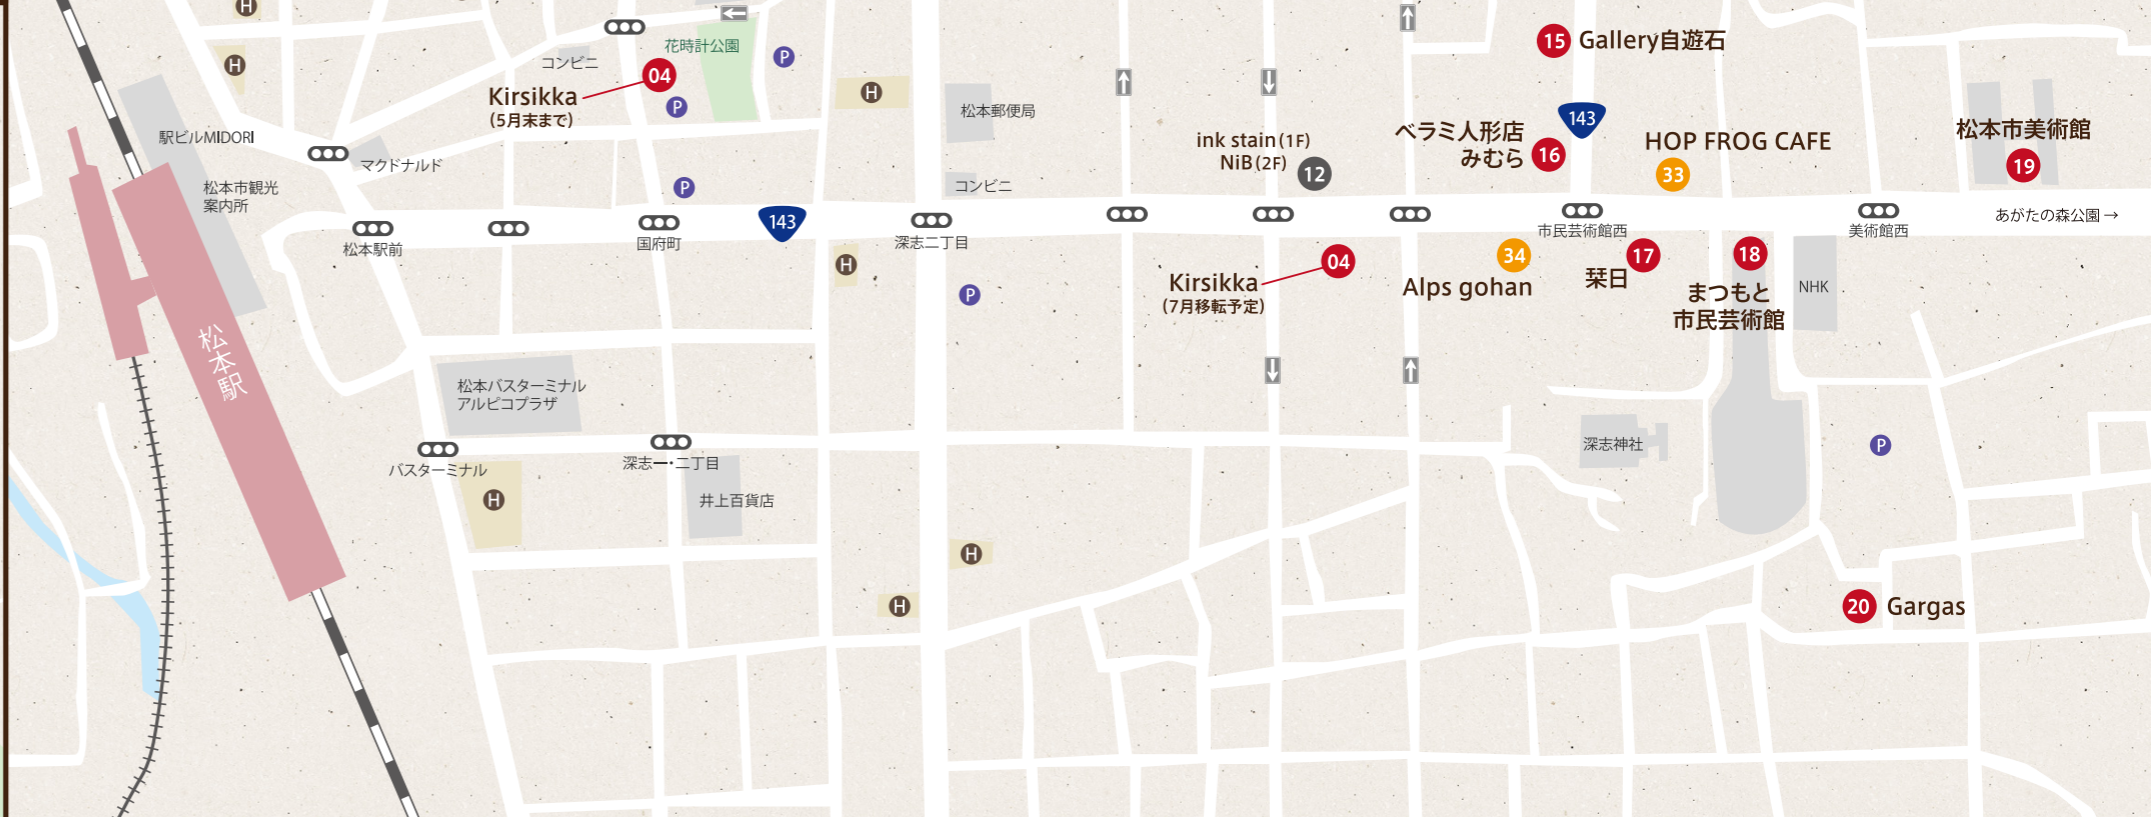 H
花時計公園
P
コンビニ
H
04
Kirsikka
(5月末まで)
P
H
松本郵便局
15 Gallery自遊石
143
駅ビルMIDORI
マクドナルド
松本市観光
案内所
P
コンビニ
ink stain(1F)
NiB(2F)
12
ベラミ人形店
みむら
16
HOP FROG CAFE
33
松本市美術館
19
143
松本駅前
国府町
深志二丁目
市民芸術館西
美術館西
あがたの森公園→
H
P
Kirsikka
(7月移転予定)
04
34
Alps gohan
17
栞日
18
まつもと
市民芸術館
NHK
松本駅
松本バスターミナル
アルピコプラザ
バスターミナル
深志一・二丁目
深志神社
P
H
井上百貨店
H
H
20 Gargas